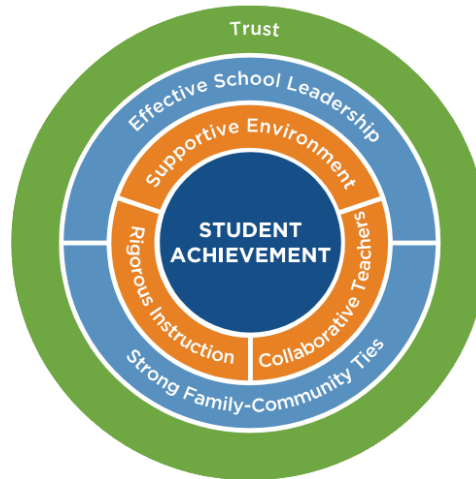 Trust
Effective School Leadership
Supportive Environment
STUDENT
ACHIEVEMENT
Rigorous Instruction
Collaborative Teachers
Strong Family-Community Ties